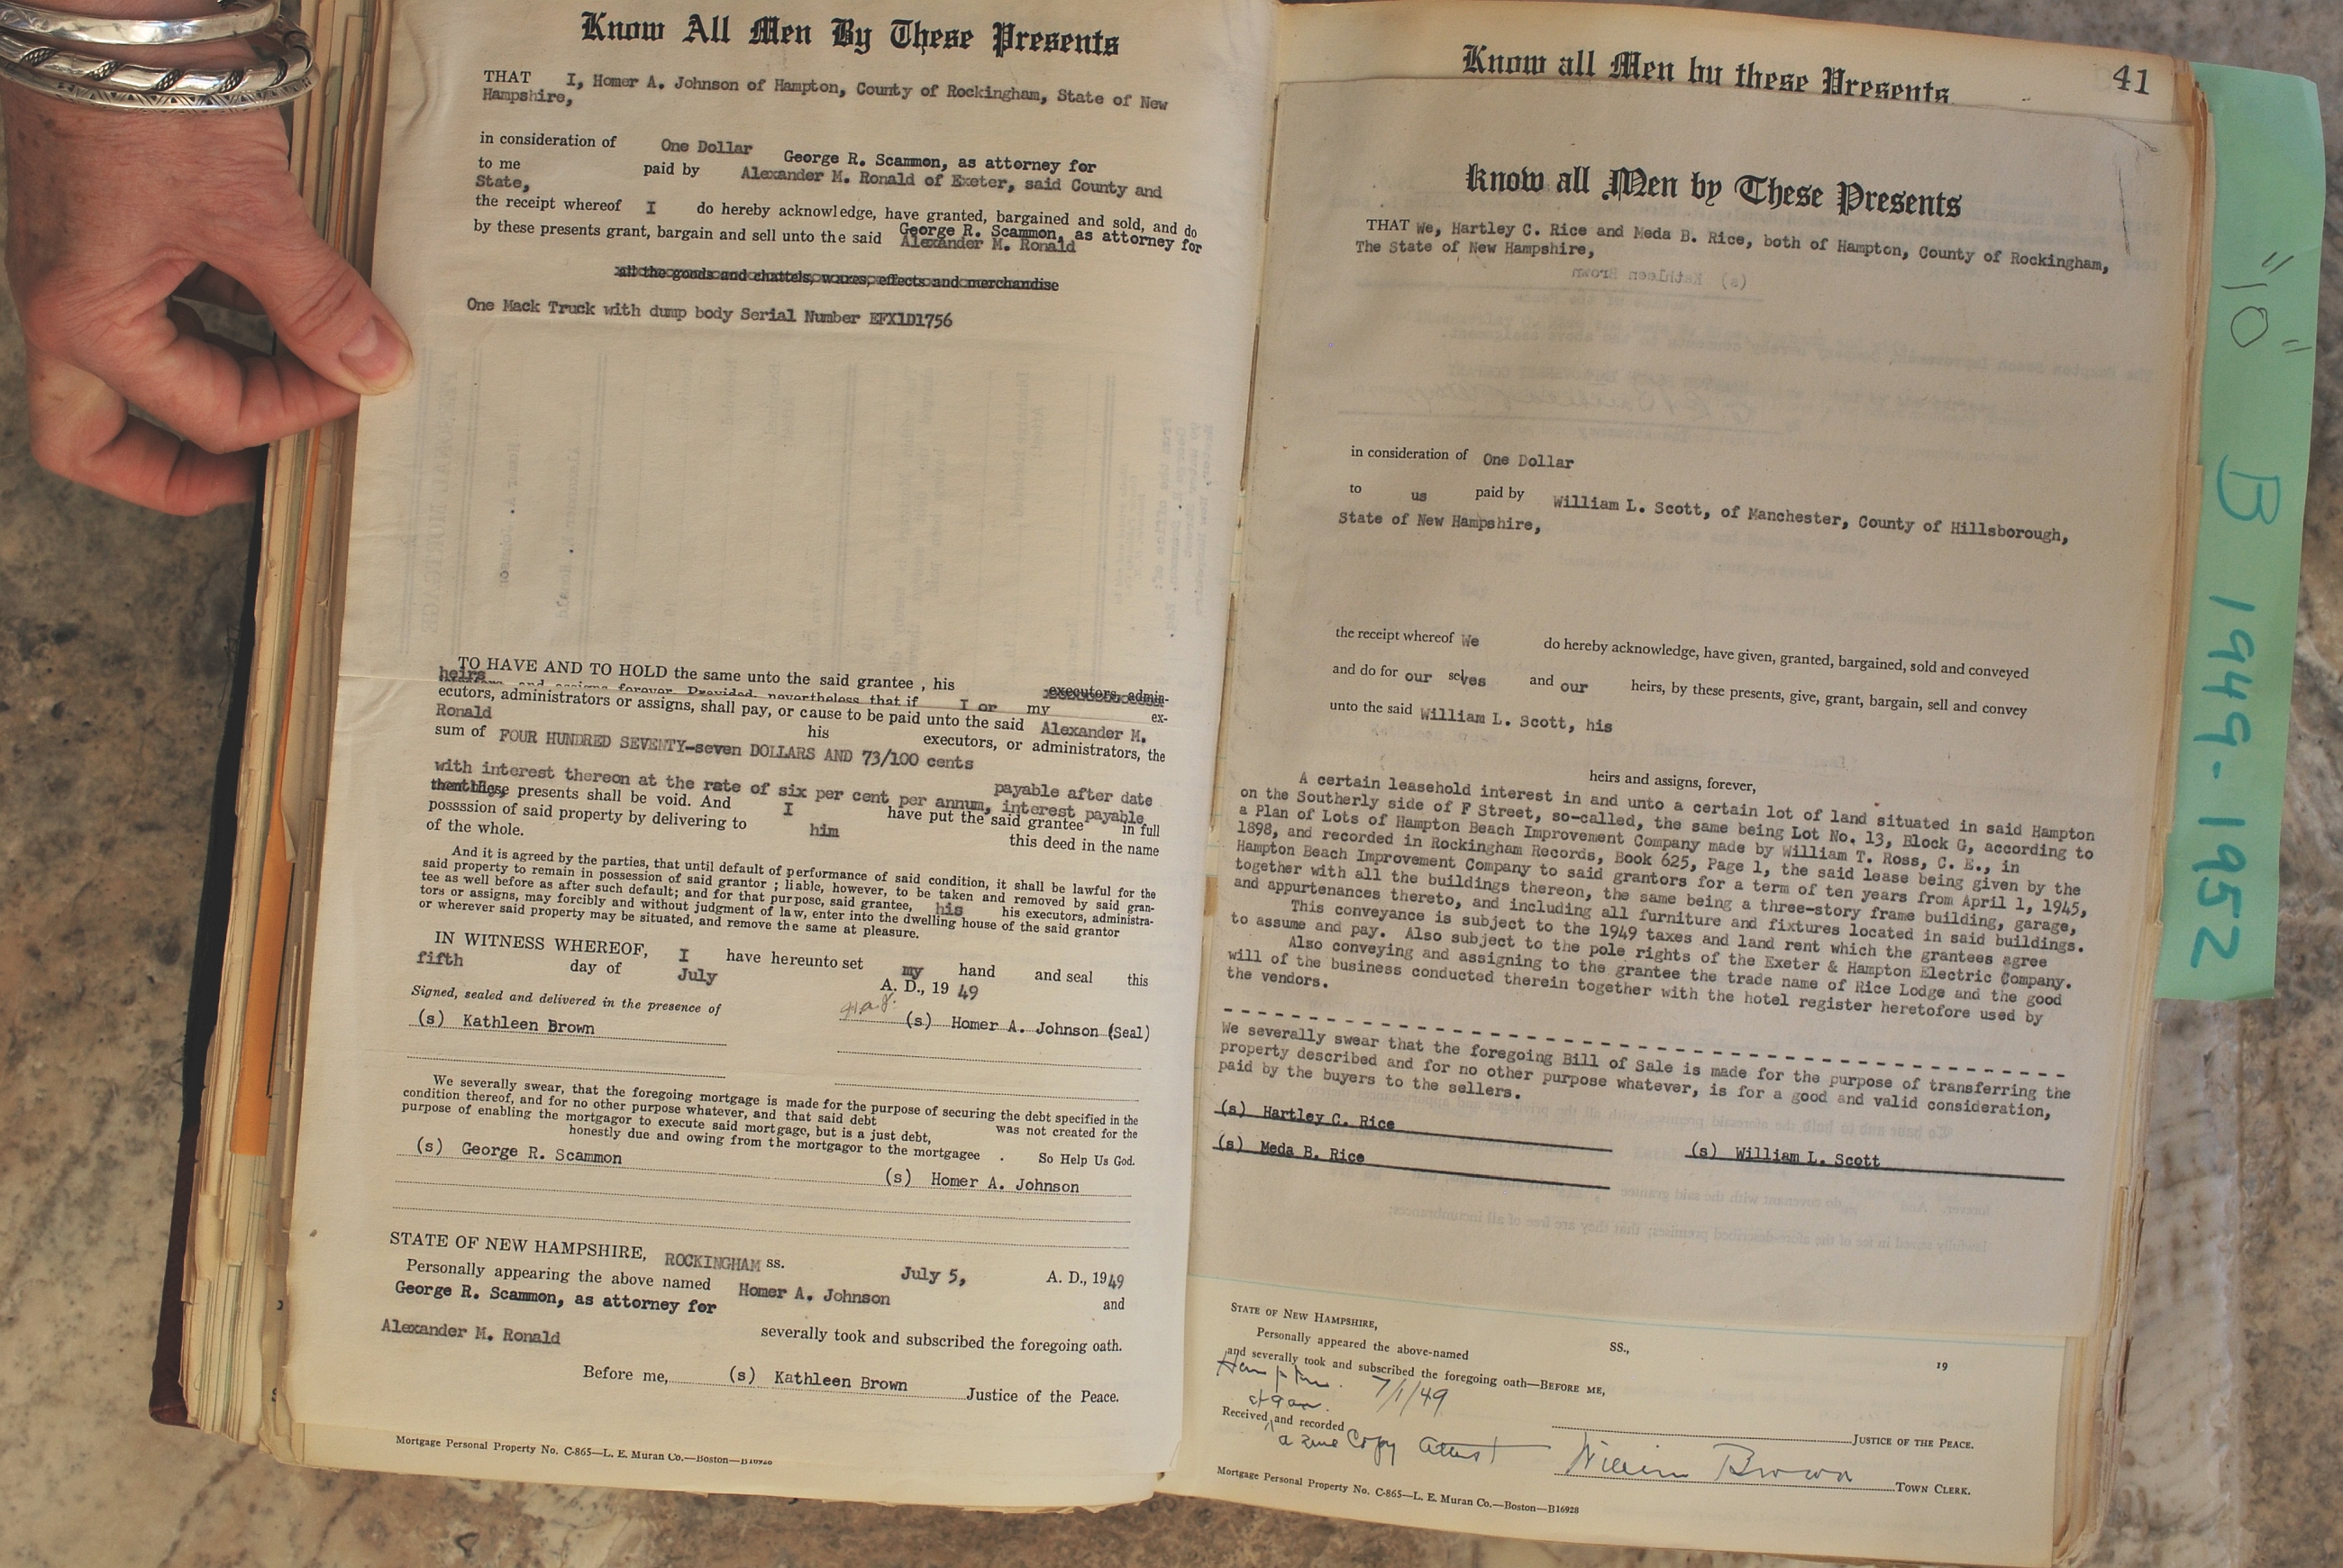 Know All Men By These Presents
THAT I, Homer A. Johnson of Hampton, County of Rockingham, State of New
Hampshire,
in consideration of One Dollar
George R. Scammon, as attorney for
to me paid by Alexander M. Ronald of Exeter, said County and
State,
the receipt whereof I do hereby acknowledge, have granted, bargained and sold, and do
by these presents grant, bargain and sell unto the said George R. Scammon, as attorney for
Alexander M. Ronald
all the goods and chattels, wares, effects and merchandise
One Mack Truck with dump body Serial Number EFX1D1756
TO HAVE AND TO HOLD the same unto the said grantee , his executors, admin-
heirs and assigns forever. Provided, nevertheless that if I or my ex-
ecutors, administrators or assigns, shall pay, or cause to be paid unto the said Alexander M.
Ronald his executors, or administrators, the
sum of FOUR HUNDRED SEVENTY-seven DOLLARS AND 73/100 cents
payable after date
with interest thereon at the rate of six per cent per annum, interest payable
these presents shall be void. And I have put the said grantee in full
possssion of said property by delivering to him this deed in the name
of the whole.
And it is agreed by the parties, that until default of performance of said condition, it shall be lawful for the
said property to remain in possession of said grantor ; liable, however, to be taken and removed by said gran-
tee as well before as after such default; and for that purpose, said grantee, his his executors, administra-
tors or assigns, may forcibly and without judgment of law, enter into the dwelling house of the said grantor
or wherever said property may be situated, and remove the same at pleasure.
IN WITNESS WHEREOF, I have hereunto set my hand and seal this
fifth day of July A. D., 19 49
Signed, sealed and delivered in the presence of
H.a.J.
(s) Kathleen Brown (s) Homer A. Johnson (Seal)
We severally swear, that the foregoing mortgage is made for the purpose of securing the debt specified in the
condition thereof, and for no other purpose whatever, and that said debt was not created for the
purpose of enabling the mortgagor to execute said mortgage, but is a just debt,
honestly due and owing from the mortgagor to the mortgagee . So Help Us God.
(s) George R. Scammon
(s) Homer A. Johnson
STATE OF NEW HAMPSHIRE, ROCKINGHAM ss. July 5, A. D., 1949
Personally appearing the above named Homer A. Johnson and
George R. Scammon, as attorney for
Alexander M. Ronald severally took and subscribed the foregoing oath.
Before me, (s) Kathleen Brown Justice of the Peace.
Mortgage Personal Property No. C-865—L. E. Muran Co.—Boston—
Know all Men by these Presents
41
Know all Men by These Presents
THAT We, Hartley C. Rice and Meda B. Rice, both of Hampton, County of Rockingham,
The State of New Hampshire,
in consideration of One Dollar
to us paid by William L. Scott, of Manchester, County of Hillsborough,
State of New Hampshire,
the receipt whereof We do hereby acknowledge, have given, granted, bargained, sold and conveyed
and do for our selves and our heirs, by these presents, give, grant, bargain, sell and convey
unto the said William L. Scott, his
heirs and assigns, forever,
A certain leasehold interest in and unto a certain lot of land situated in said Hampton
on the Southerly side of F Street, so-called, the same being Lot No. 13, Block G, according to
a Plan of Lots of Hampton Beach Improvement Company made by William T. Ross, C. E., in
1898, and recorded in Rockingham Records, Book 625, Page 1, the said lease being given by the
Hampton Beach Improvement Company to said grantors for a term of ten years from April 1, 1945,
together with all the buildings thereon, the same being a three-story frame building, garage,
and appurtenances thereto, and including all furniture and fixtures located in said buildings.
This conveyance is subject to the 1949 taxes and land rent which the grantees agree
to assume and pay. Also subject to the pole rights of the Exeter & Hampton Electric Company.
Also conveying and assigning to the grantee the trade name of Rice Lodge and the good
will of the business conducted therein together with the hotel register heretofore used by
the vendors.
We severally swear that the foregoing Bill of Sale is made for the purpose of transferring the
property described and for no other purpose whatever, is for a good and valid consideration,
paid by the buyers to the sellers.
(s) Hartley C. Rice
(s) Meda B. Rice (s) William L. Scott
STATE OF NEW HAMPSHIRE, SS., 19
Personally appeared the above-named
and severally took and subscribed the foregoing oath—BEFORE ME,
Hampton. 7/1/49
JUSTICE OF THE PEACE.
Received and recorded
a True Copy Attest William Brown TOWN CLERK.
Mortgage Personal Property No. C-865—L. E. Muran Co.—Boston—B16928
"10" B 1949-1952